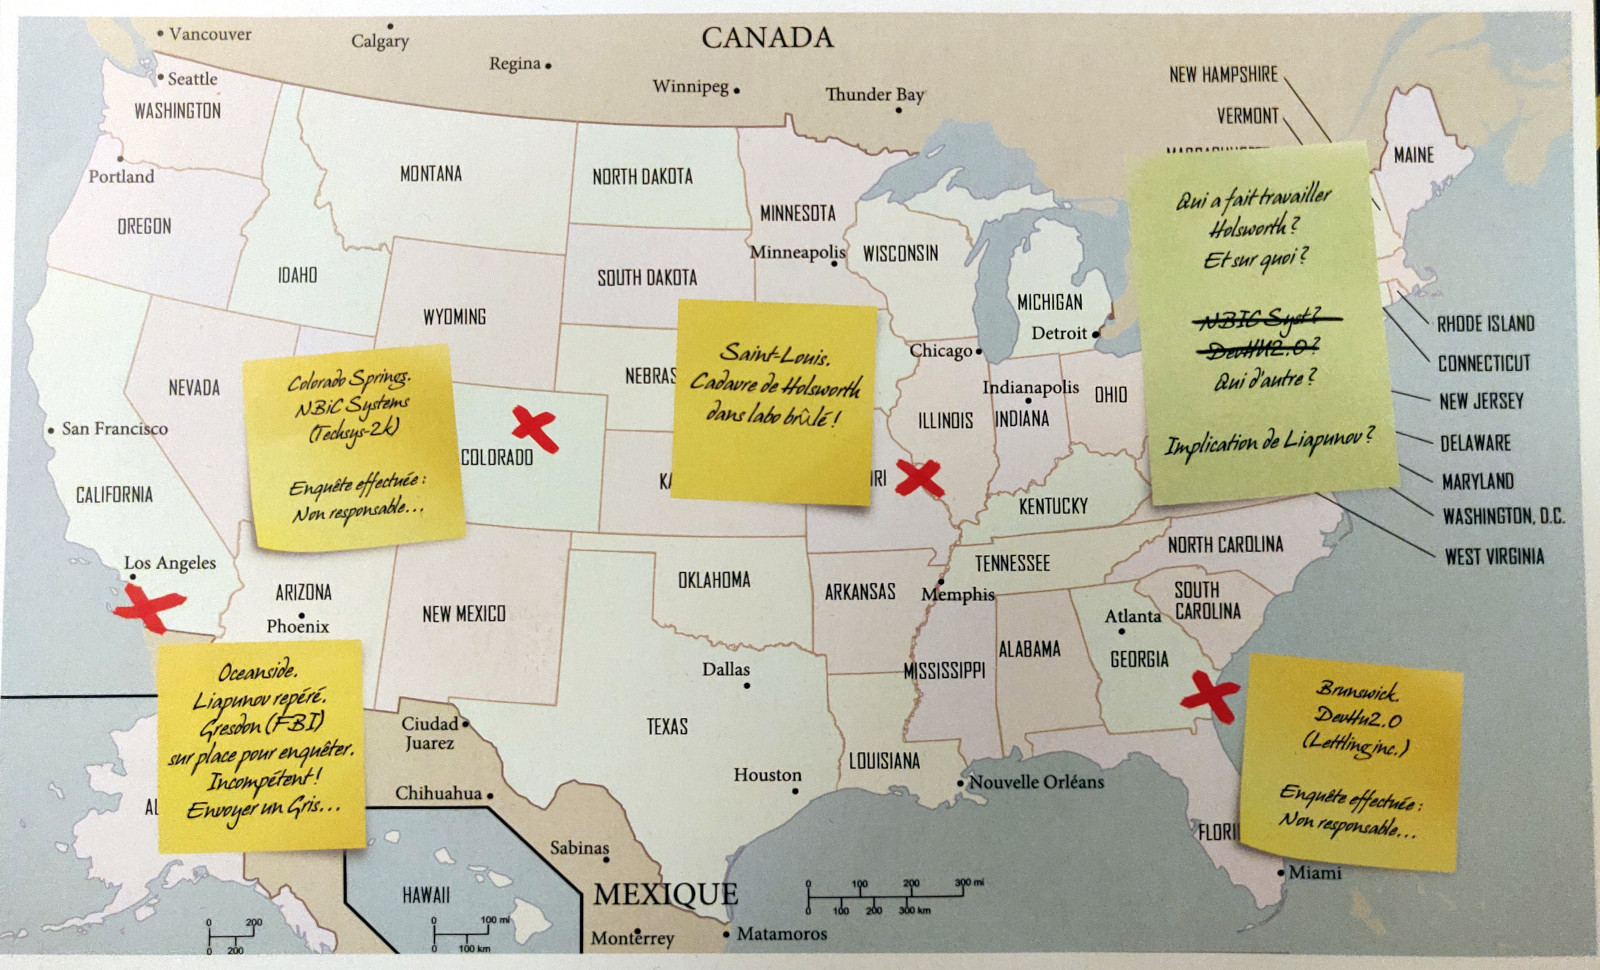 CANADA
Vancouver
Calgary
Regina
Winnipeg
Thunder Bay
Seattle
WASHINGTON
Portland
OREGON
IDAHO
MONTANA
NORTH DAKOTA
MINNESOTA
Minneapolis
WISCONSIN
SOUTH DAKOTA
WYOMING
MICHIGAN
Detroit
NEW HAMPSHIRE
VERMONT
MAINE
Qui a fait travailler
Holsworth ?
Et sur quoi ?
NBIC Syst ?
DevHu2.0 ?
Qui d'autre ?
Implication de Liapunov ?
RHODE ISLAND
CONNECTICUT
NEW JERSEY
DELAWARE
MARYLAND
WASHINGTON, D.C.
WEST VIRGINIA
NEVADA
San Francisco
CALIFORNIA
Colorado Springs.
NBiC Systems
(Techsys-2k)
Enquête effectuée :
Non responsable...
COLORADO
NEBRAS
KA
Saint-Louis.
Cadavre de Holsworth
dans labo brûlé !
RI
Chicago
ILLINOIS
Indianapolis
INDIANA
OHIO
KENTUCKY
Los Angeles
ARIZONA
Phoenix
NEW MEXICO
OKLAHOMA
ARKANSAS
TENNESSEE
Memphis
NORTH CAROLINA
SOUTH
CAROLINA
Atlanta
GEORGIA
ALABAMA
MISSISSIPPI
Dallas
TEXAS
Houston
LOUISIANA
Nouvelle Orléans
Oceanside.
Liapunov repéré.
Gresdon (FBI)
sur place pour enquêter.
Incompétent !
Envoyer un Gris...
AL
Brunswick.
DevHu2.0
(Lettling inc.)
Enquête effectuée :
Non responsable...
FLORI
Miami
Ciudad
Juarez
Chihuahua
Sabinas
MEXIQUE
Monterrey
Matamoros
HAWAII
0 200
0 200
0 100 mi
0 100 km
0 100 200 300 mi
0 100 200 300 km